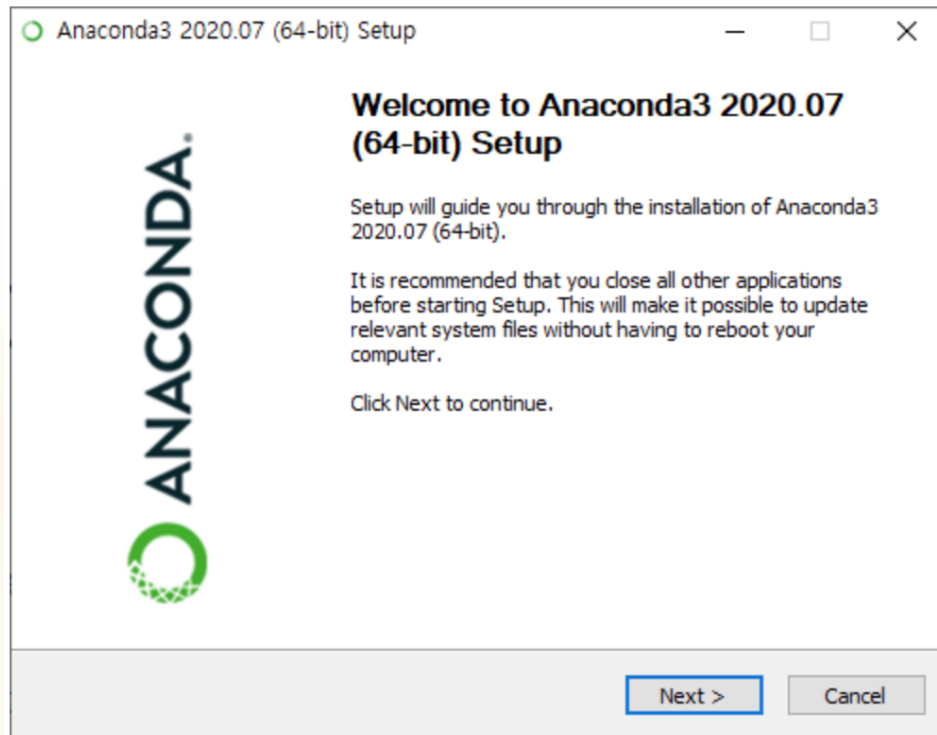 Anaconda3 2020.07 (64-bit) Setup
Welcome to Anaconda3 2020.07
(64-bit) Setup
Setup will guide you through the installation of Anaconda3
2020.07 (64-bit).
It is recommended that you close all other applications
before starting Setup. This will make it possible to update
relevant system files without having to reboot your
computer.
Click Next to continue.
ANACONDA.
Next >
Cancel